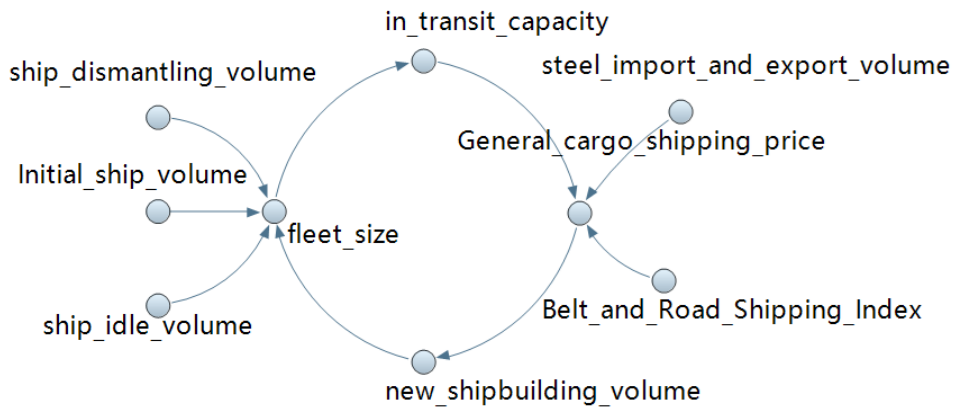 in_transit_capacity
ship_dismantling_volume
steel_import_and_export_volume
General_cargo_shipping_price
Initial_ship_volume
fleet_size
Belt_and_Road_Shipping_Index
ship_idle_volume
new_shipbuilding_volume